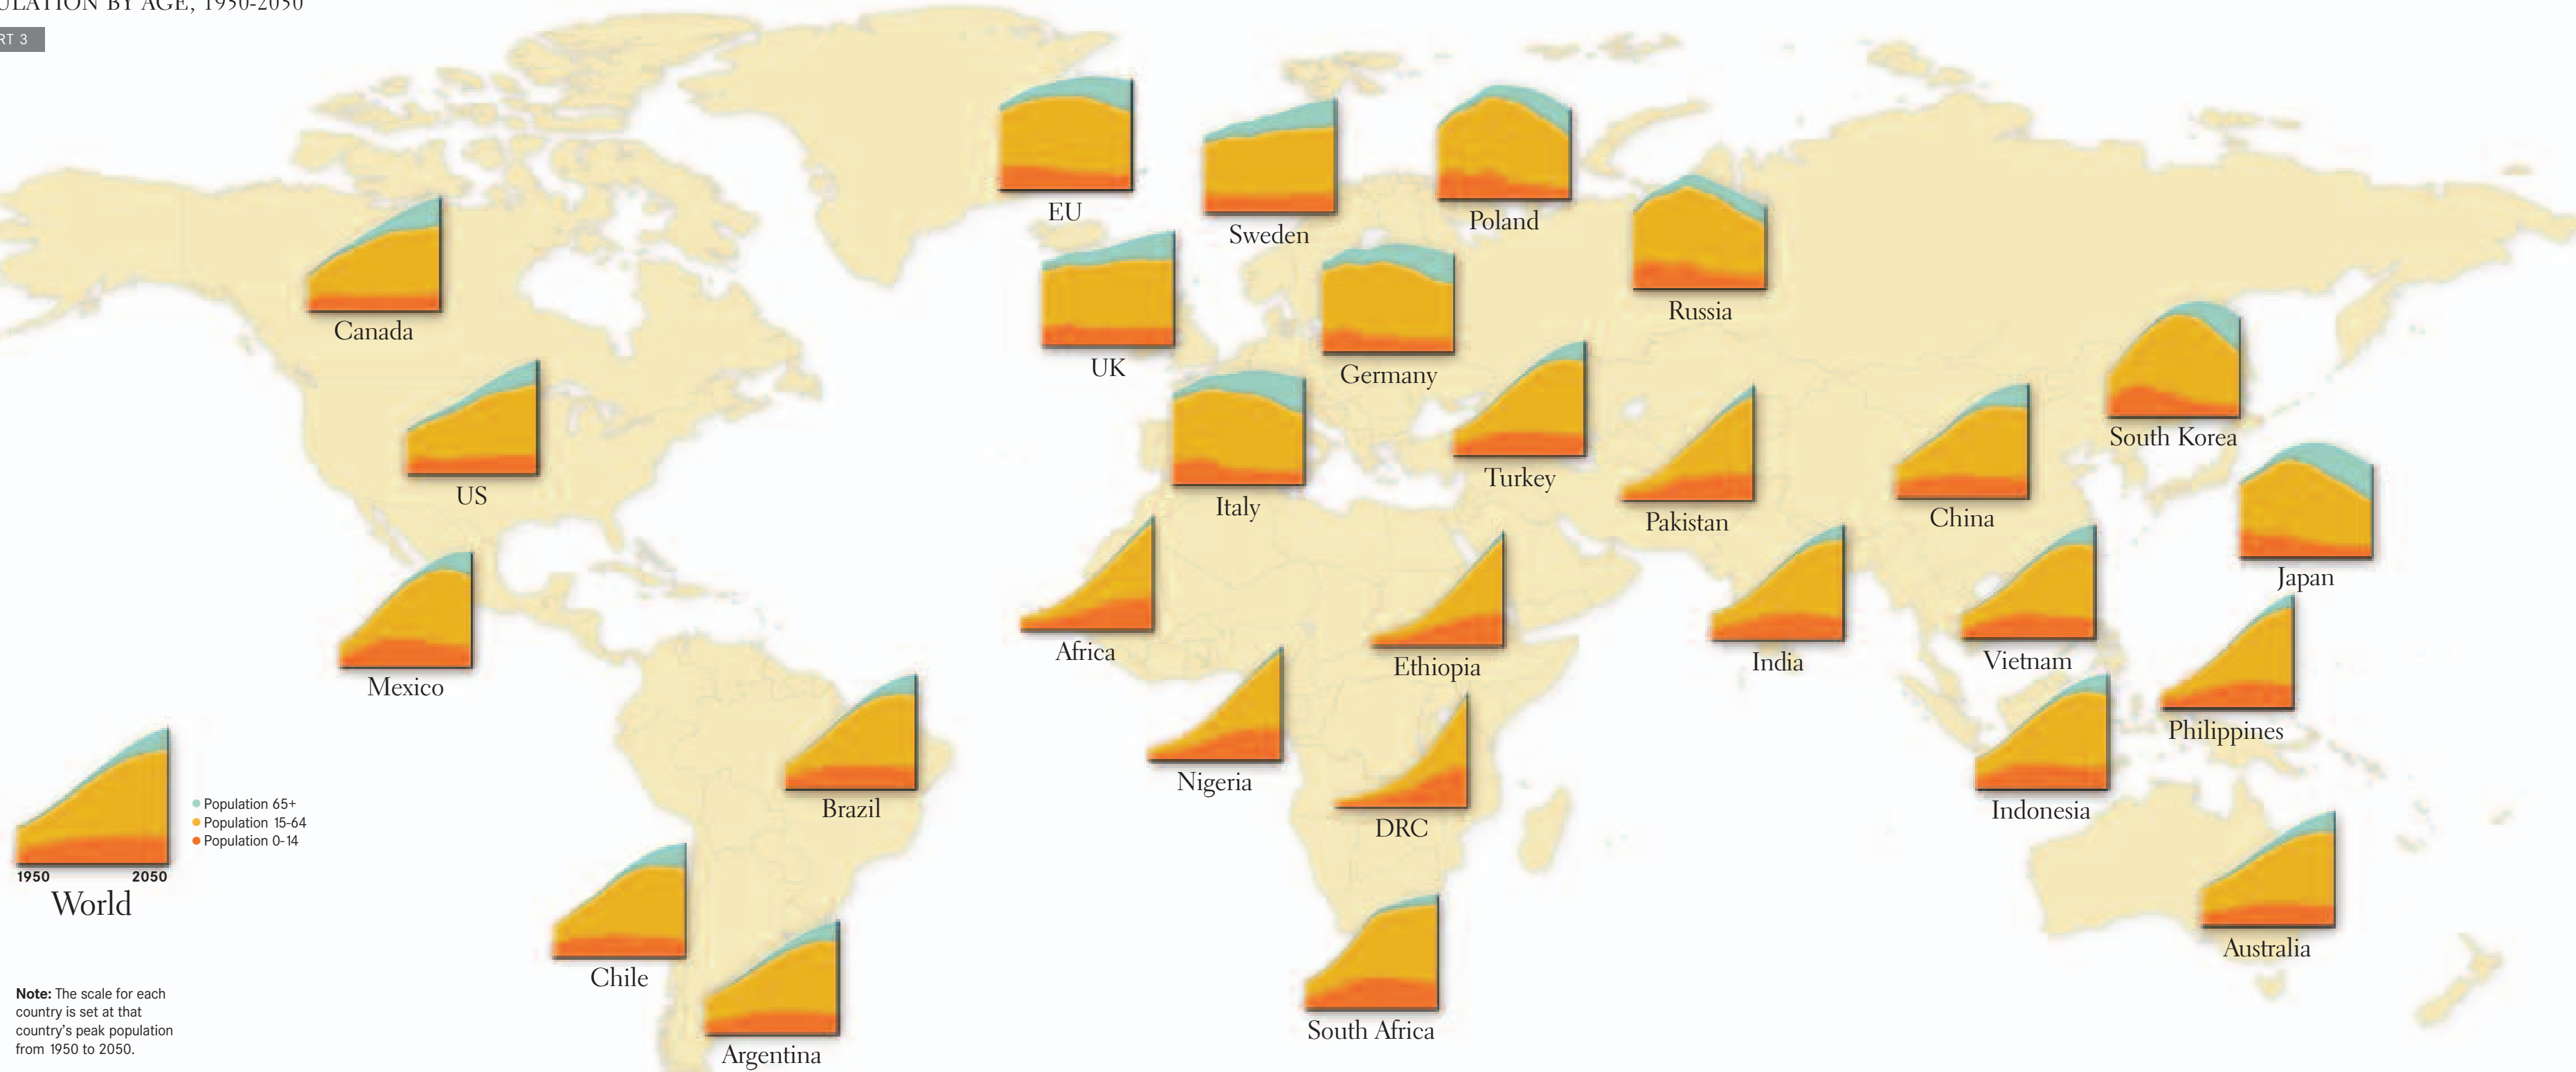 BY AGE, 1950-2050
3
EU
Sweden
Poland
Russia
Canada
UK
Germany
US
Italy
Turkey
Pakistan
China
South Korea
Japan
Mexico
Africa
Ethiopia
India
Vietnam
Philippines
Nigeria
DRC
Brazil
Indonesia
Population 65+
Population 15-64
Population 0-14
1950 2050
World
Chile
Argentina
South Africa
Australia
Note: The scale for each
country is set at that
country's peak population
from 1950 to 2050.